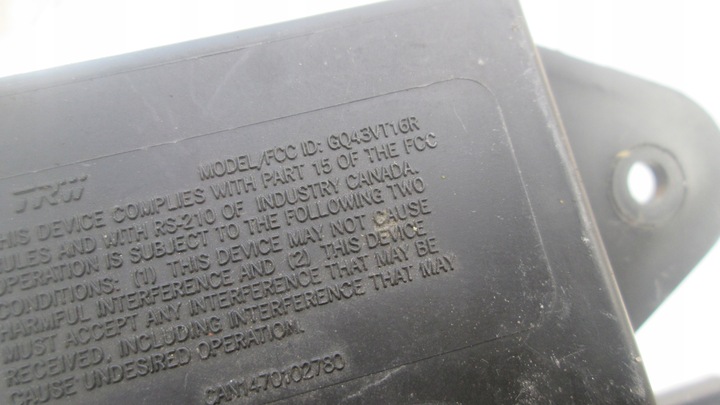 MODEL/FCC ID: GQ43VT16R
TRW
THIS DEVICE COMPLIES WITH PART 15 OF THE FCC
RULES AND WITH RS-210 OF INDUSTRY CANADA.
OPERATION IS SUBJECT TO THE FOLLOWING TWO
CONDITIONS: (1) THIS DEVICE MAY NOT CAUSE
HARMFUL INTERFERENCE AND (2) THIS DEVICE
MUST ACCEPT ANY INTERFERENCE THAT MAY BE
RECEIVED, INCLUDING INTERFERENCE THAT MAY
CAUSE UNDESIRED OPERATION.
CAN1470102780